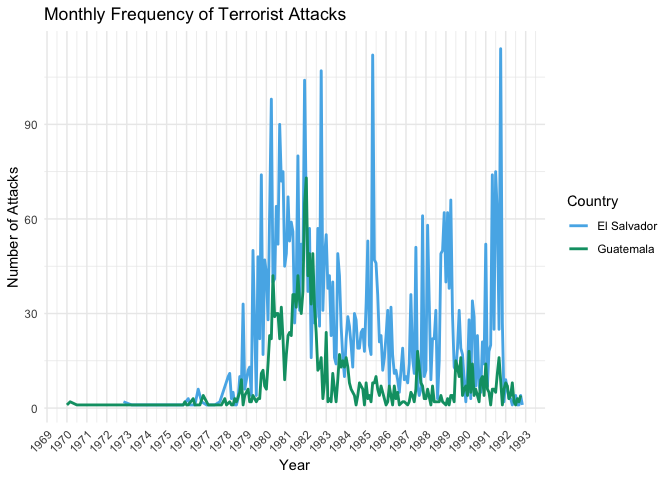 Monthly Frequency of Terrorist Attacks
Number of Attacks
90
60
30
0
1969 1970 1971 1972 1973 1974 1975 1976 1977 1978 1979 1980 1981 1982 1983 1984 1985 1986 1987 1988 1989 1990 1991 1992 1993
Year
Country
El Salvador
Guatemala